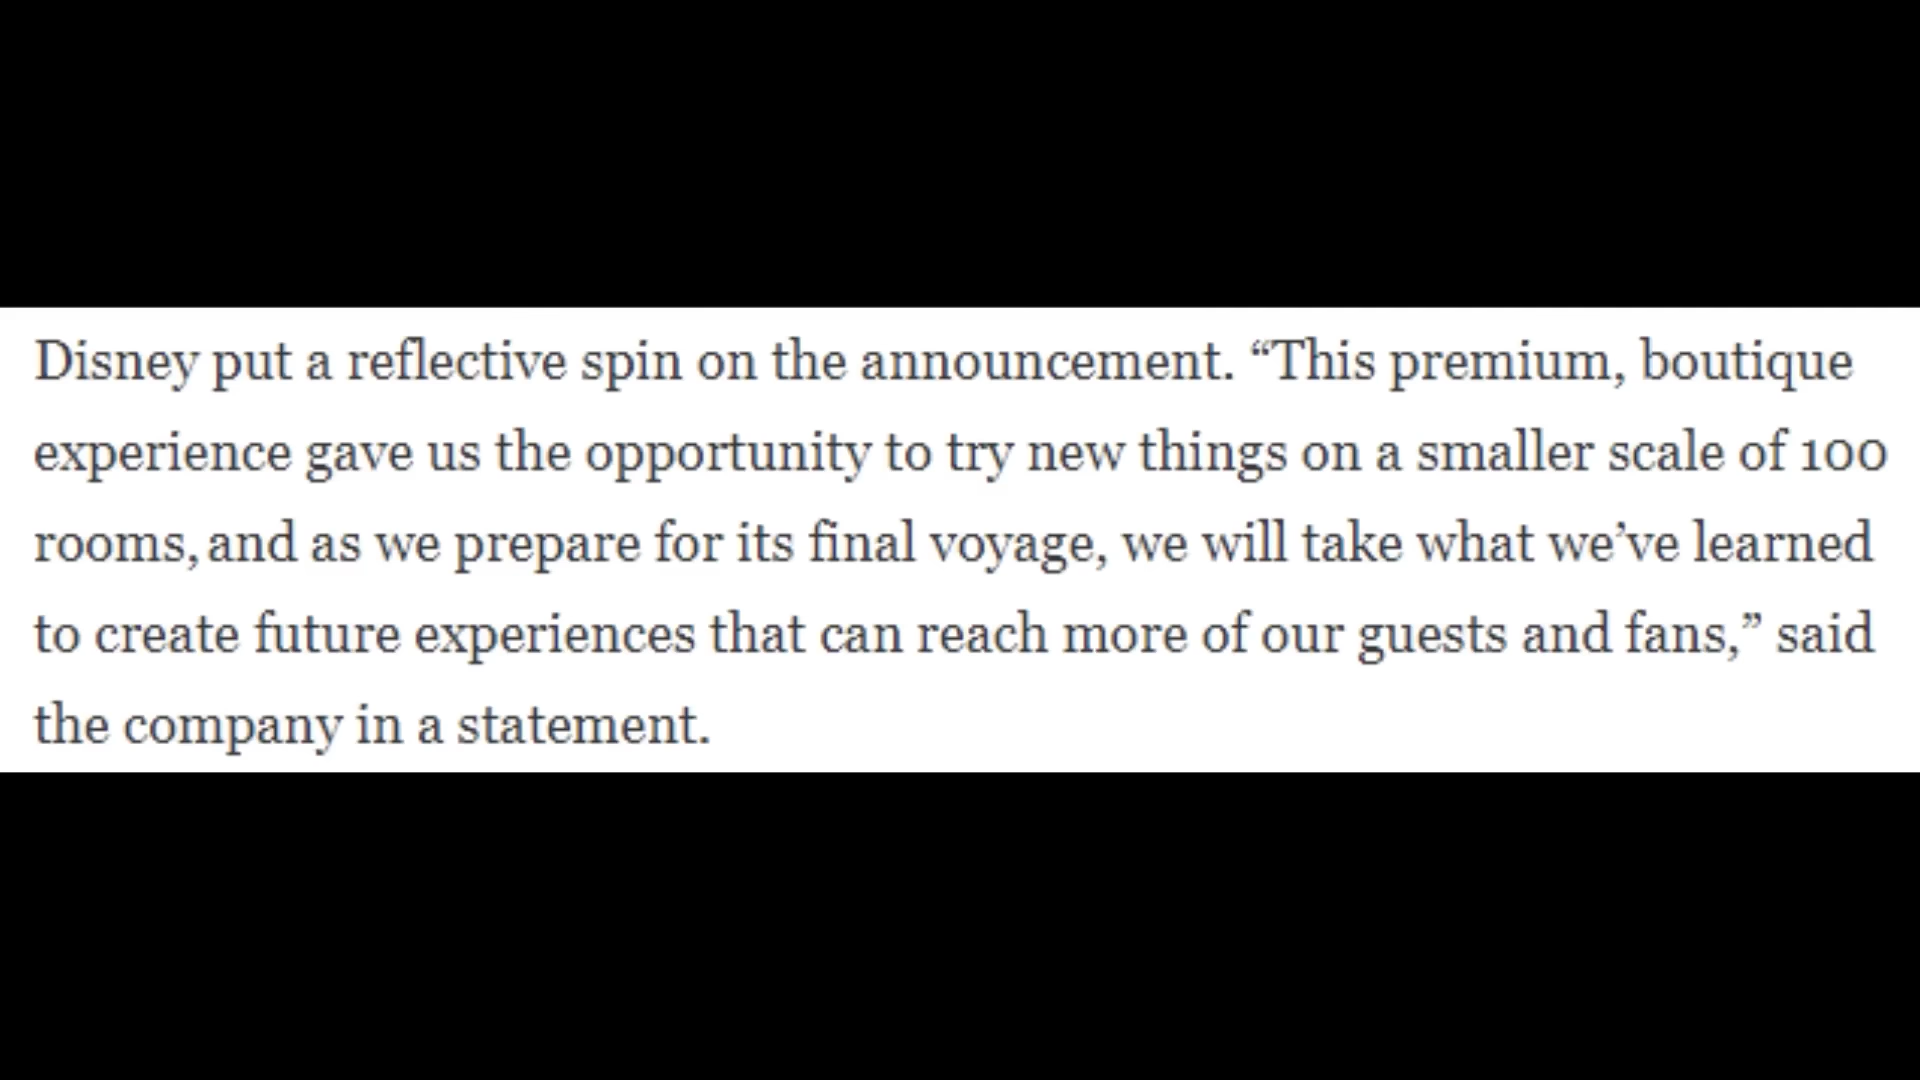 Disney put a reflective spin on the announcement. “This premium, boutique
experience gave us the opportunity to try new things on a smaller scale of 100
rooms, and as we prepare for its final voyage, we will take what we’ve learned
to create future experiences that can reach more of our guests and fans,” said
the company in a statement.